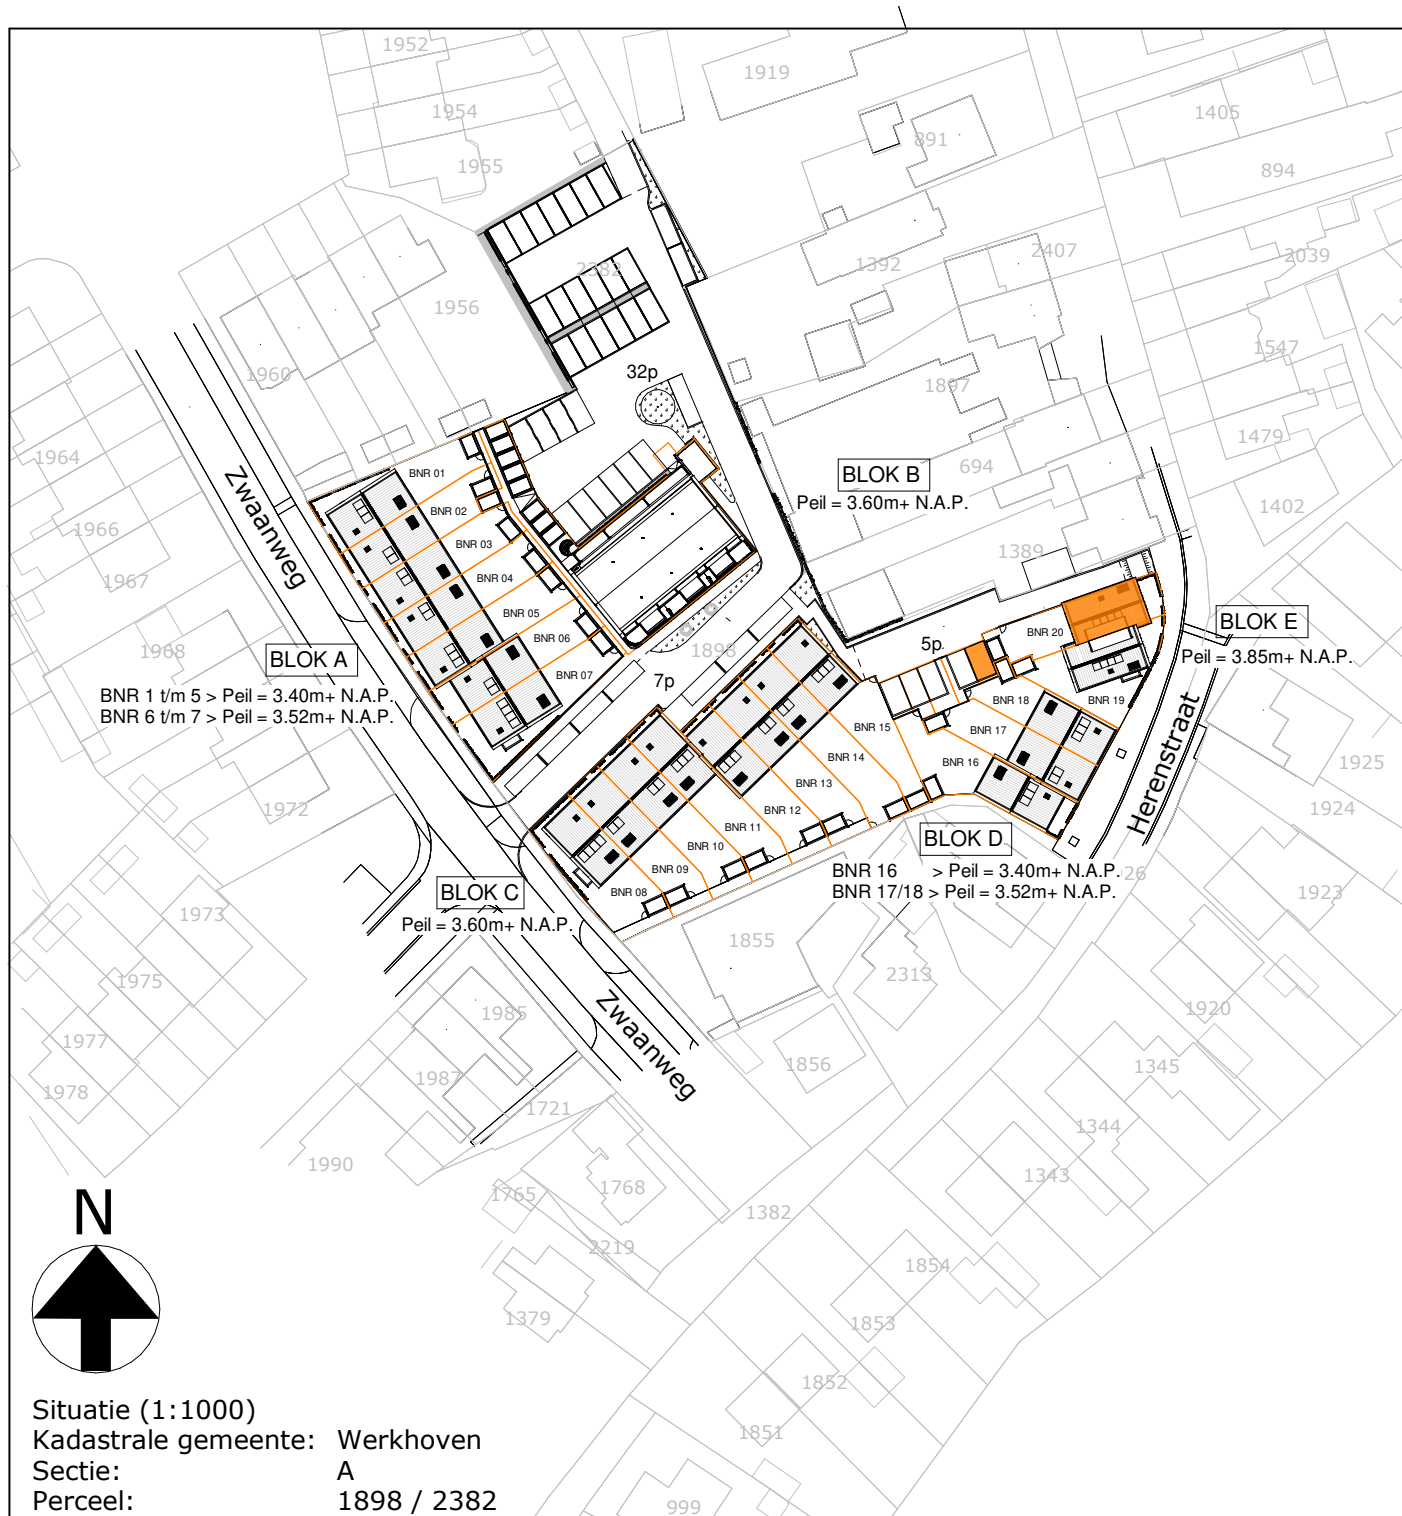 1952
1919
1954
1405
891
1955
894
2407
2039
1392
2382
1956
1547
32p
1960
1897
1479
1964
694
BLOK B
Peil = 3.60m+ N.A.P.
1402
BNR 01
Zwaanweg
BNR 02
1966
BNR 03
1389
BNR 04
1967
BNR 05
BLOK E
Peil = 3.85m+ N.A.P.
BNR 20
BNR 06
5p
1968
1898
BLOK A
BNR 07
7p
BNR 1 t/m 5 > Peil = 3.40m+ N.A.P.
BNR 6 t/m 7 > Peil = 3.52m+ N.A.P.
BNR 18
BNR 19
BNR 15
BNR 17
BNR 14
BNR 16
1925
Herenstraat
BNR 13
1972
1924
BNR 12
BNR 11
BNR 10
BLOK D
BNR 16 > Peil = 3.40m+ N.A.P.
BNR 17/18 > Peil = 3.52m+ N.A.P.
26
BNR 09
BNR 08
BLOK C
Peil = 3.60m+ N.A.P.
1923
1973
1855
2313
1975
1985
Zwaanweg
1920
1977
1856
1345
1987
1978
1721
1344
1990
1343
1765
1768
1382
N
2219
1854
1379
1853
1852
1851
999
Situatie (1:1000)
Kadastrale gemeente: Werkhoven
Sectie: A
Perceel: 1898 / 2382